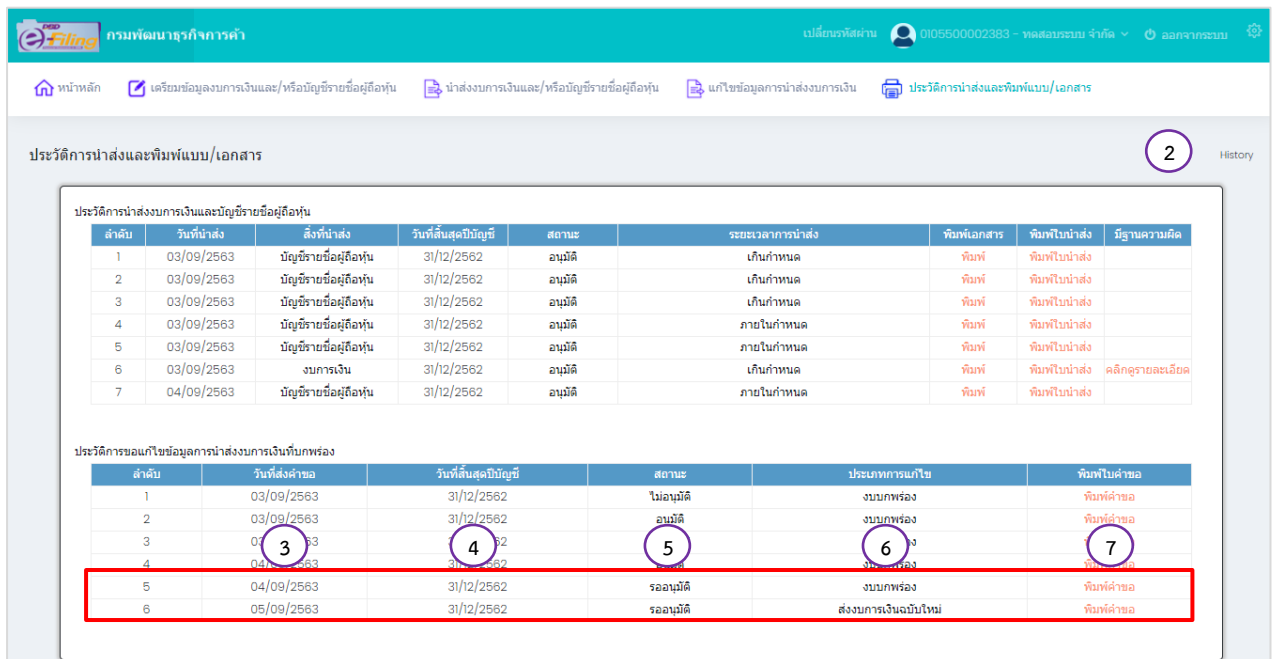 DBD
e-Filing กรมพัฒนาธุรกิจการค้า เปลี่ยนรหัสผ่าน 0105500002383 - ทดสอบระบบ จำกัด ออกจากระบบ
หน้าหลัก เตรียมข้อมูลงบการเงินและ/หรือบัญชีรายชื่อผู้ถือหุ้น นำส่งงบการเงินและ/หรือบัญชีรายชื่อผู้ถือหุ้น แก้ไขข้อมูลการนำส่งงบการเงิน ประวัติการนำส่งและพิมพ์แบบ/เอกสาร
ประวัติการนำส่งและพิมพ์แบบ/เอกสาร 2 History
ประวัติการนำส่งงบการเงินและบัญชีรายชื่อผู้ถือหุ้น
ลำดับ วันที่นำส่ง สิ่งที่นำส่ง วันที่สิ้นสุดปีบัญชี สถานะ ระยะเวลาการนำส่ง พิมพ์เอกสาร พิมพ์ใบนำส่ง มีฐานความผิด
1 03/09/2563 บัญชีรายชื่อผู้ถือหุ้น 31/12/2562 อนุมัติ เกินกำหนด พิมพ์ พิมพ์ใบนำส่ง
2 03/09/2563 บัญชีรายชื่อผู้ถือหุ้น 31/12/2562 อนุมัติ เกินกำหนด พิมพ์ พิมพ์ใบนำส่ง
3 03/09/2563 บัญชีรายชื่อผู้ถือหุ้น 31/12/2562 อนุมัติ เกินกำหนด พิมพ์ พิมพ์ใบนำส่ง
4 03/09/2563 บัญชีรายชื่อผู้ถือหุ้น 31/12/2562 อนุมัติ ภายในกำหนด พิมพ์ พิมพ์ใบนำส่ง
5 03/09/2563 บัญชีรายชื่อผู้ถือหุ้น 31/12/2562 อนุมัติ ภายในกำหนด พิมพ์ พิมพ์ใบนำส่ง
6 03/09/2563 งบการเงิน 31/12/2562 อนุมัติ เกินกำหนด พิมพ์ พิมพ์ใบนำส่ง คลิกดูรายละเอียด
7 04/09/2563 บัญชีรายชื่อผู้ถือหุ้น 31/12/2562 อนุมัติ ภายในกำหนด พิมพ์ พิมพ์ใบนำส่ง
ประวัติการขอแก้ไขข้อมูลการนำส่งงบการเงินที่บกพร่อง
ลำดับ วันที่ส่งคำขอ วันที่สิ้นสุดปีบัญชี สถานะ ประเภทการแก้ไข พิมพ์ใบคำขอ
1 03/09/2563 31/12/2562 ไม่อนุมัติ งบบกพร่อง พิมพ์คำขอ
2 03/09/2563 31/12/2562 อนุมัติ งบบกพร่อง พิมพ์คำขอ
3 3 4 5 6 7
4
5 04/09/2563 31/12/2562 รออนุมัติ งบบกพร่อง พิมพ์คำขอ
6 05/09/2563 31/12/2562 รออนุมัติ ส่งงบการเงินฉบับใหม่ พิมพ์คำขอ